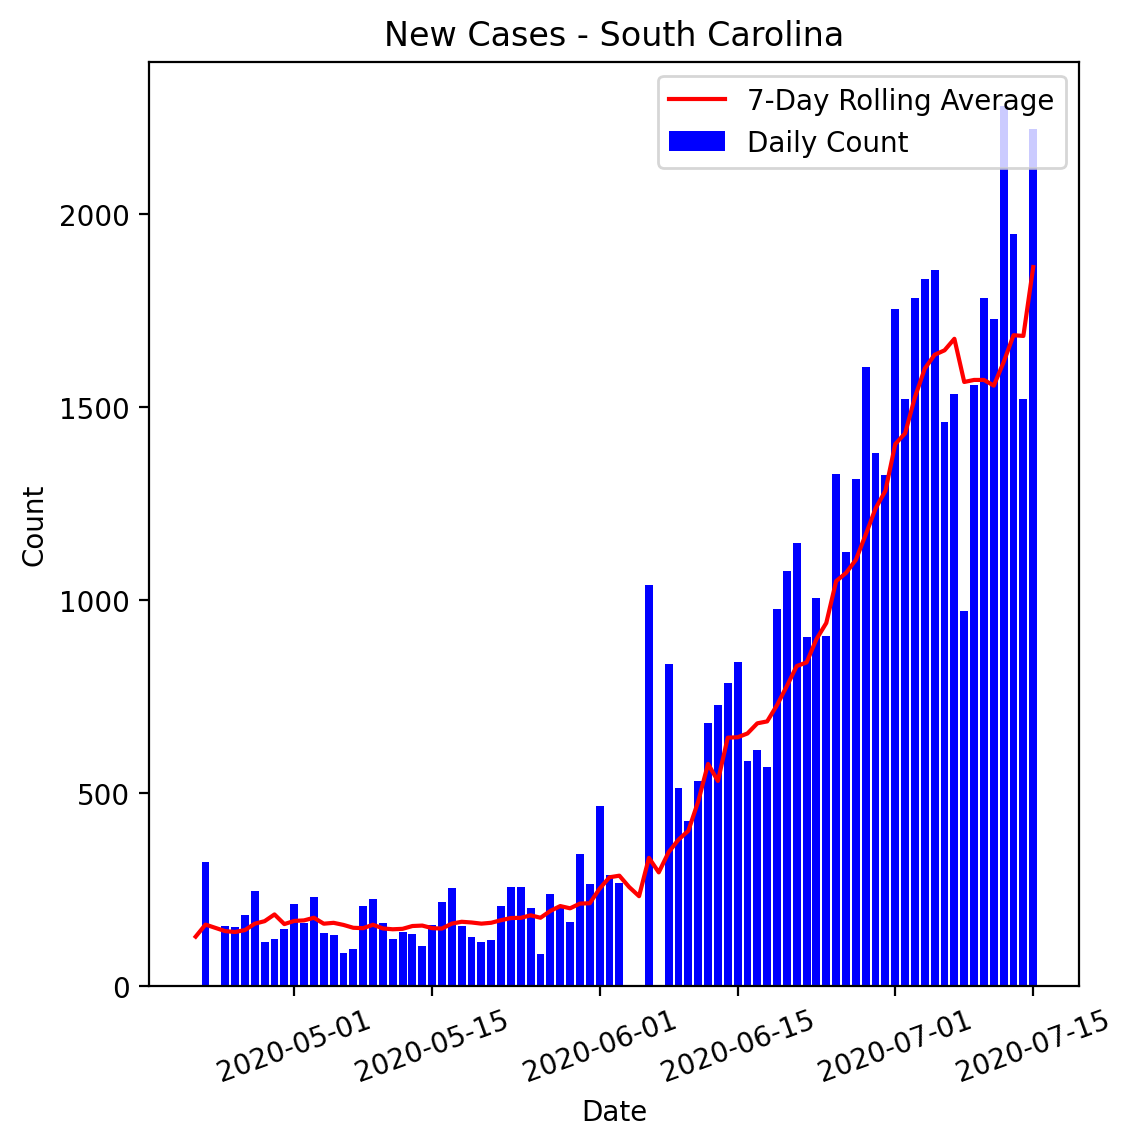 New Cases - South Carolina
7-Day Rolling Average
Daily Count
2000
1500
1000
500
0
Count
2020-05-01
2020-05-15
2020-06-01
2020-06-15
2020-07-01
2020-07-15
Date